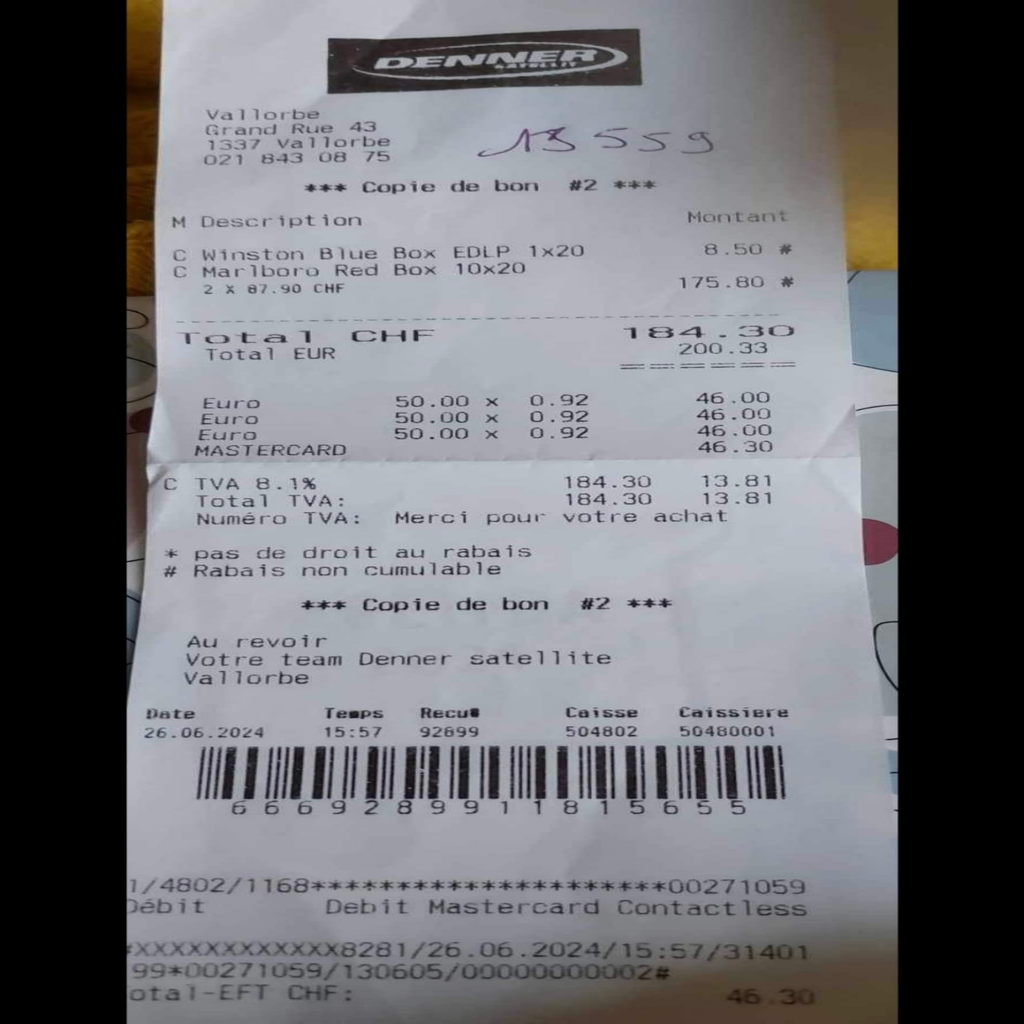 DENNER
SATELLIT
Vallorbe
Grand Rue 43
1337 Vallorbe
021 843 08 75
13 559
*** Copie de bon #2 ***
M Description Montant
C Winston Blue Box EDLP 1x20 8.50 #
C Marlboro Red Box 10x20
2 X 87.90 CHF 175.80 #
Total CHF 184.30
Total EUR 200.33
Euro 50.00 x 0.92 46.00
Euro 50.00 x 0.92 46.00
Euro 50.00 x 0.92 46.00
MASTERCARD 46.30
C TVA 8.1% 184.30 13.81
Total TVA: 184.30 13.81
Numéro TVA: Merci pour votre achat
* pas de droit au rabais
# Rabais non cumulable
*** Copie de bon #2 ***
Au revoir
Votre team Denner satellite
Vallorbe
Date Temps Recu# Caisse Caissiere
26.06.2024 15:57 92699 504802 50480001
6669289911815655
1/4802/1168**********************00271059
Débit Debit Mastercard Contactless
#XXXXXXXXXXXX8281/26.06.2024/15:57/31401
99*00271059/130605/00000000002#
otal-EFT CHF: 46.30